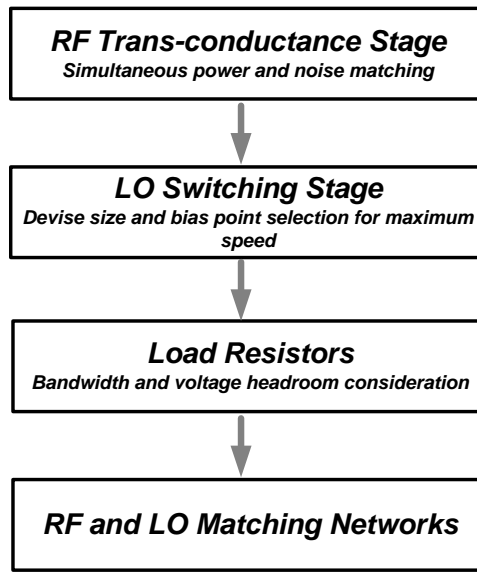 RF Trans-conductance Stage
Simultaneous power and noise matching
LO Switching Stage
Devise size and bias point selection for maximum
speed
Load Resistors
Bandwidth and voltage headroom consideration
RF and LO Matching Networks